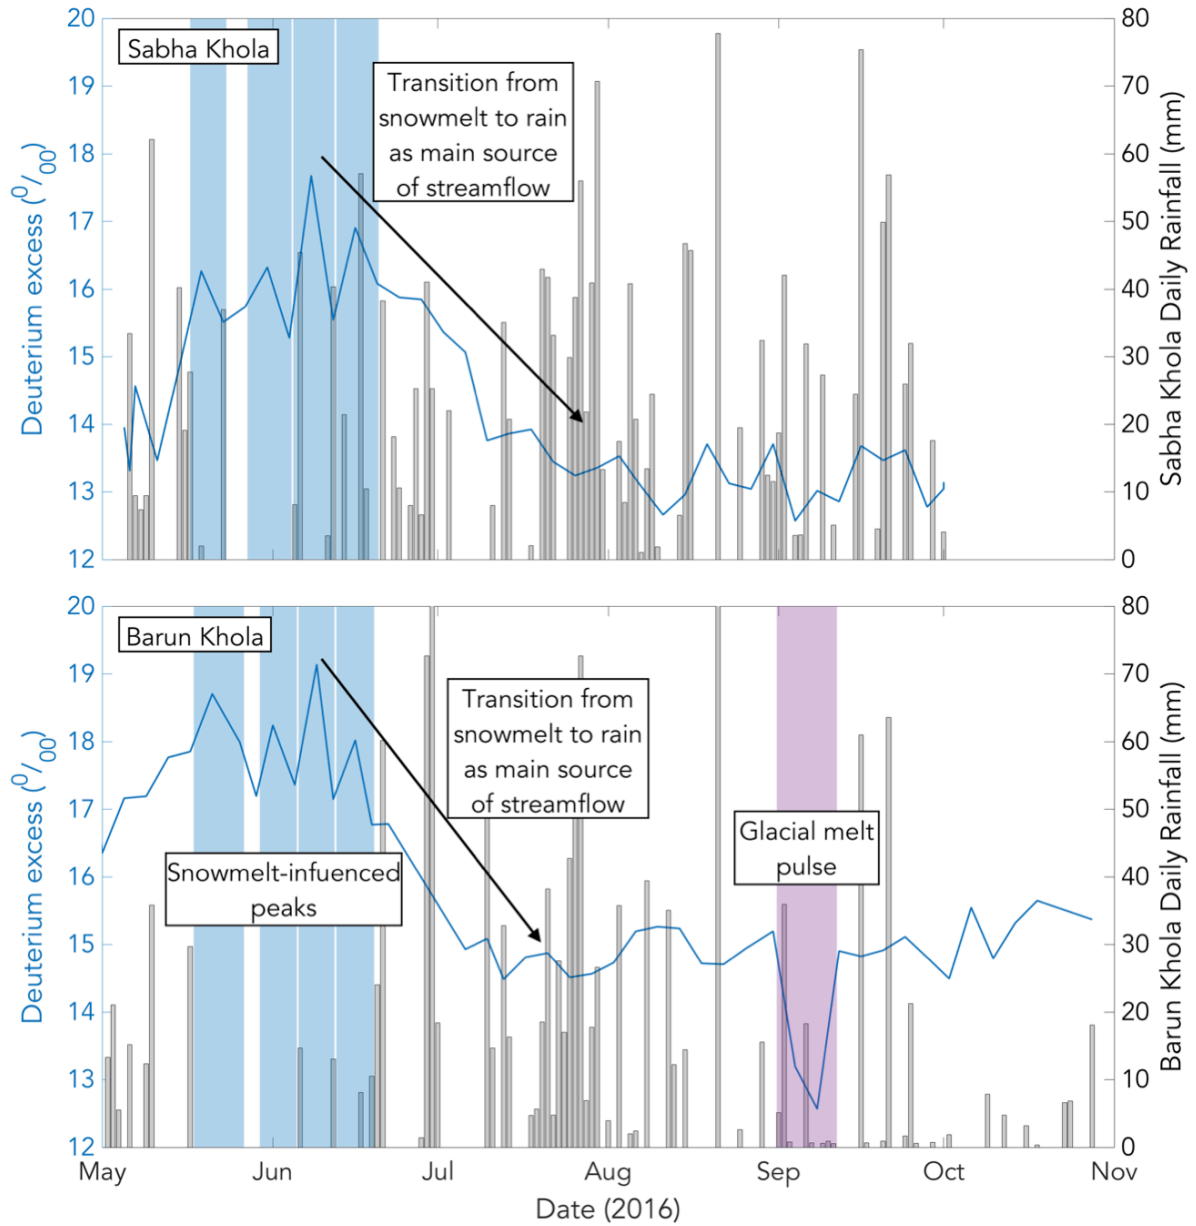 20
19
18
17
16
15
14
13
12
Deuterium excess (0/00)
Sabha Khola
Transition from
snowmelt to rain
as main source
of streamflow
80
70
60
50
40
30
20
10
0
Sabha Khola Daily Rainfall (mm)
20
19
18
17
16
15
14
13
12
Deuterium excess (0/00)
Barun Khola
Transition from
snowmelt to rain
as main source
of streamflow
Snowmelt-infuenced
peaks
Glacial melt
pulse
80
70
60
50
40
30
20
10
0
Barun Khola Daily Rainfall (mm)
May Jun Jul Aug Sep Oct Nov
Date (2016)